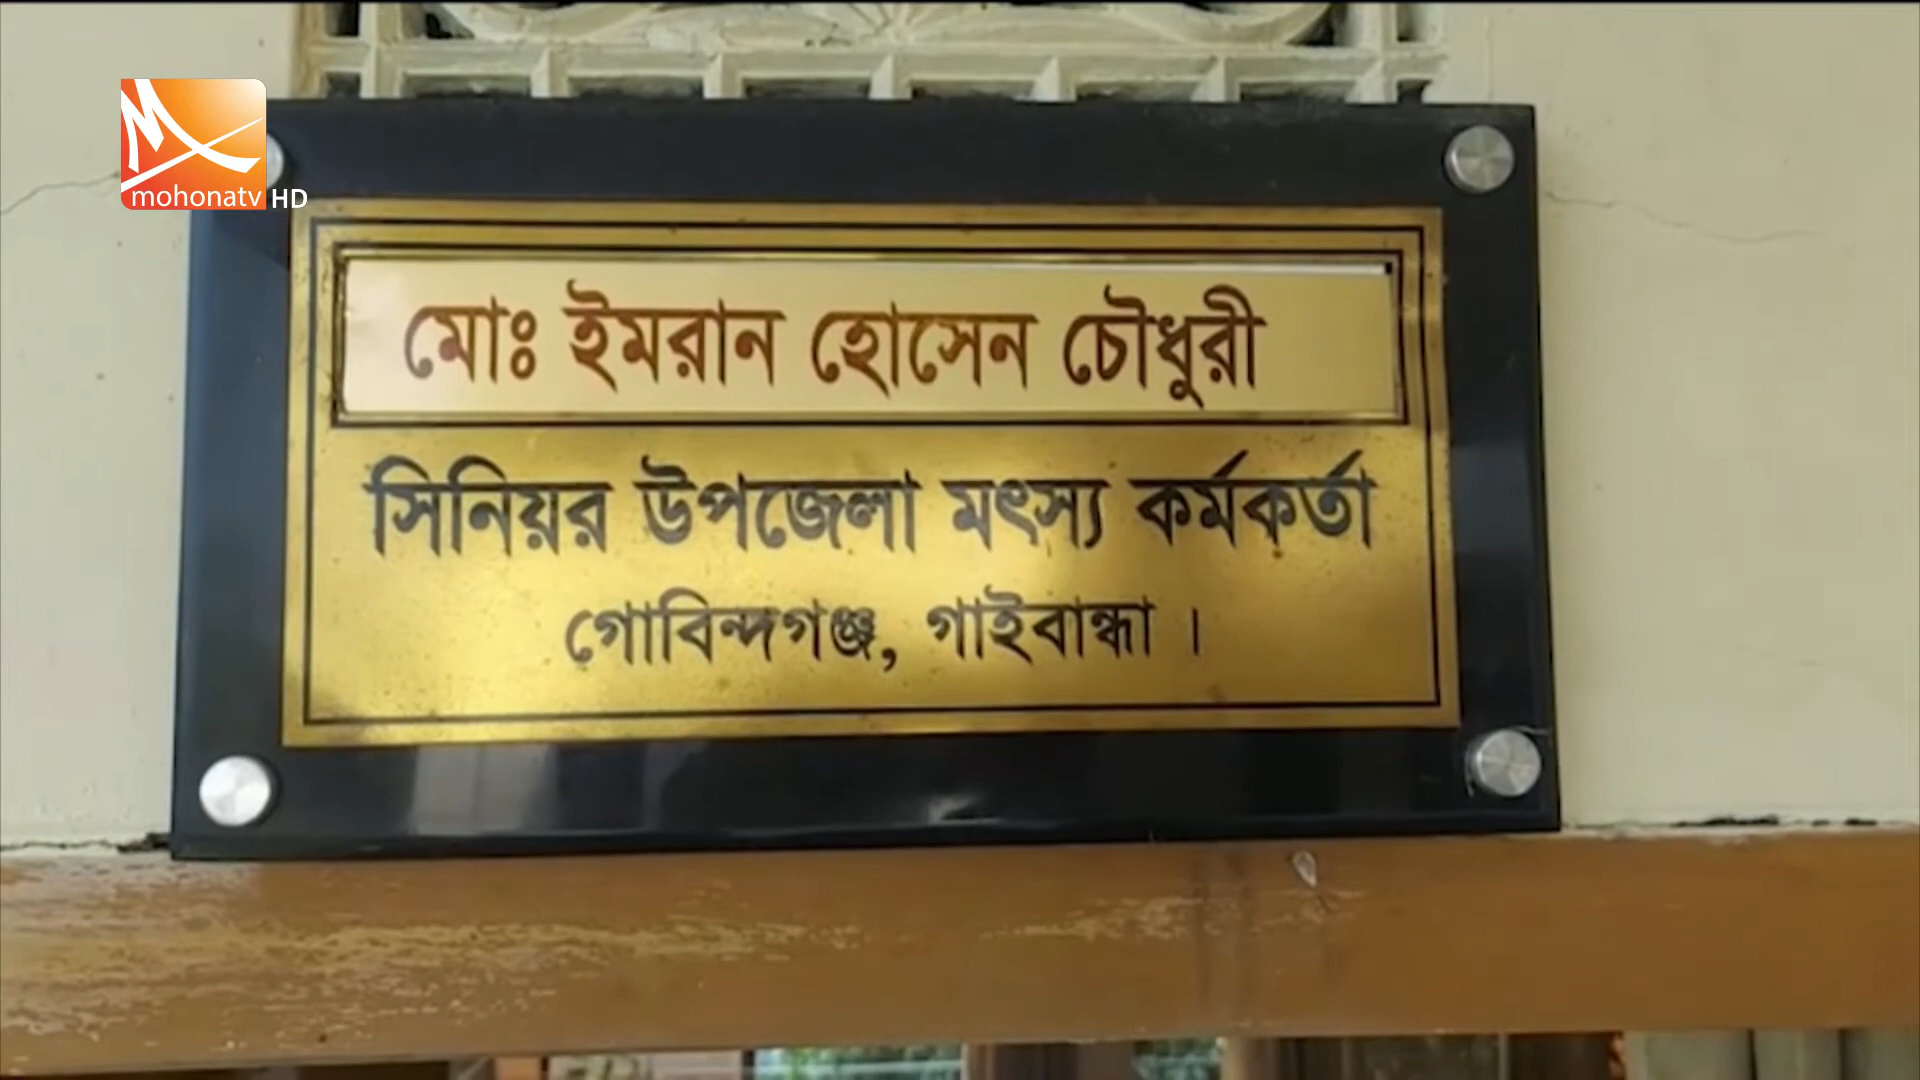 mohonatv HD
মোঃ ইমরান হোসেন চৌধুরী
সিনিয়র উপজেলা মৎস্য কর্মকর্তা
গোবিন্দগঞ্জ, গাইবান্ধা ।